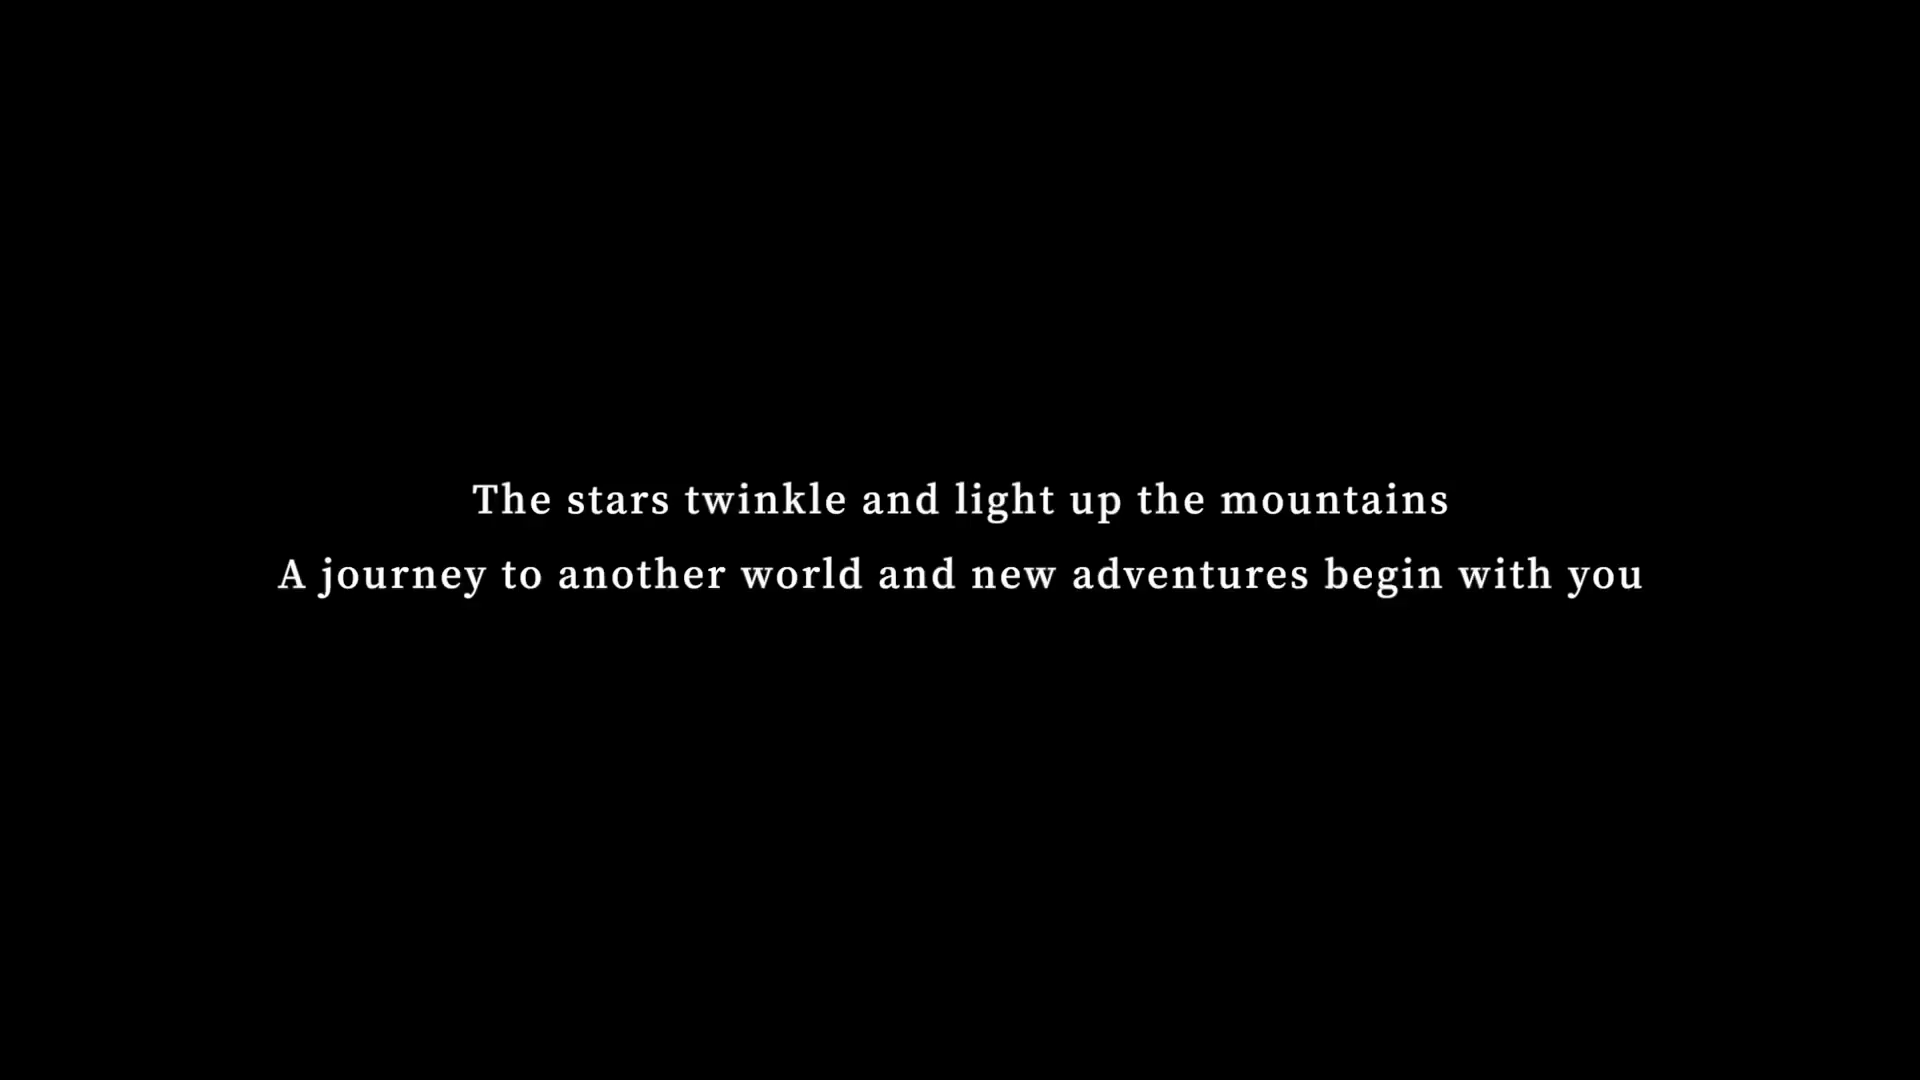 The stars twinkle and light up the mountains
A journey to another world and new adventures begin with you